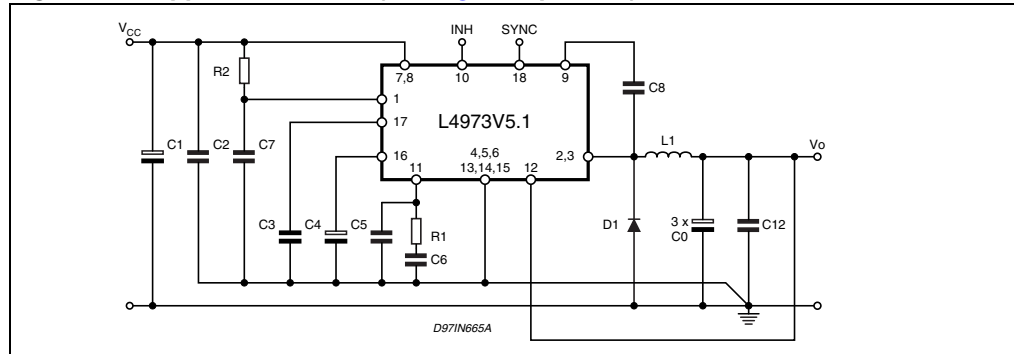 VCC
INH
SYNC
7,8
10
18
9
R2
C8
1
L4973V5.1
17
C1
C2
C7
16
4,5,6
2,3
L1
Vo
11
13,14,15
12
C3
C4
C5
R1
D1
3 x
C0
C12
C6
D97IN665A